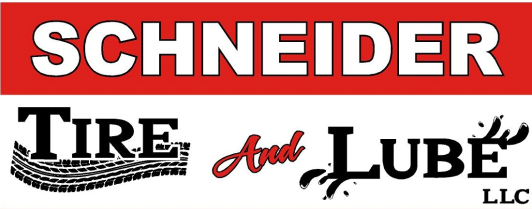 SCHNEIDER
TIRE And LUBE
LLC